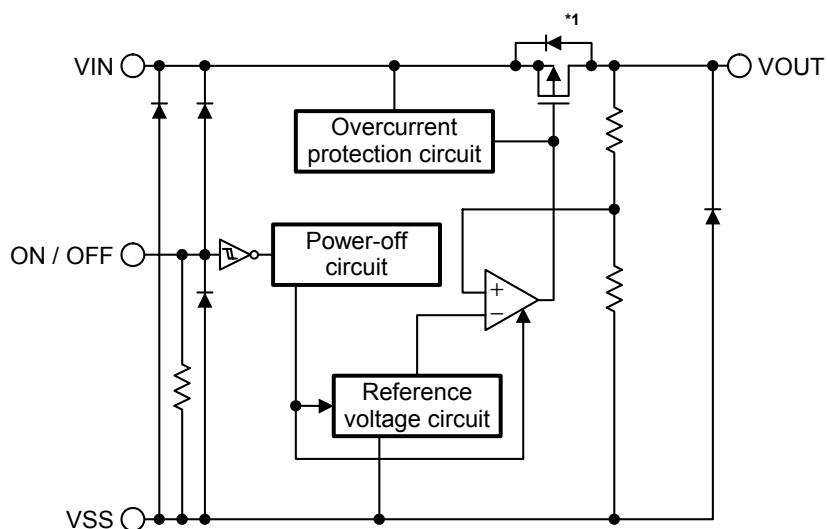 *1
VIN
VOUT
Overcurrent
protection circuit
ON / OFF
Power-off
circuit
+
−
Reference
voltage circuit
VSS